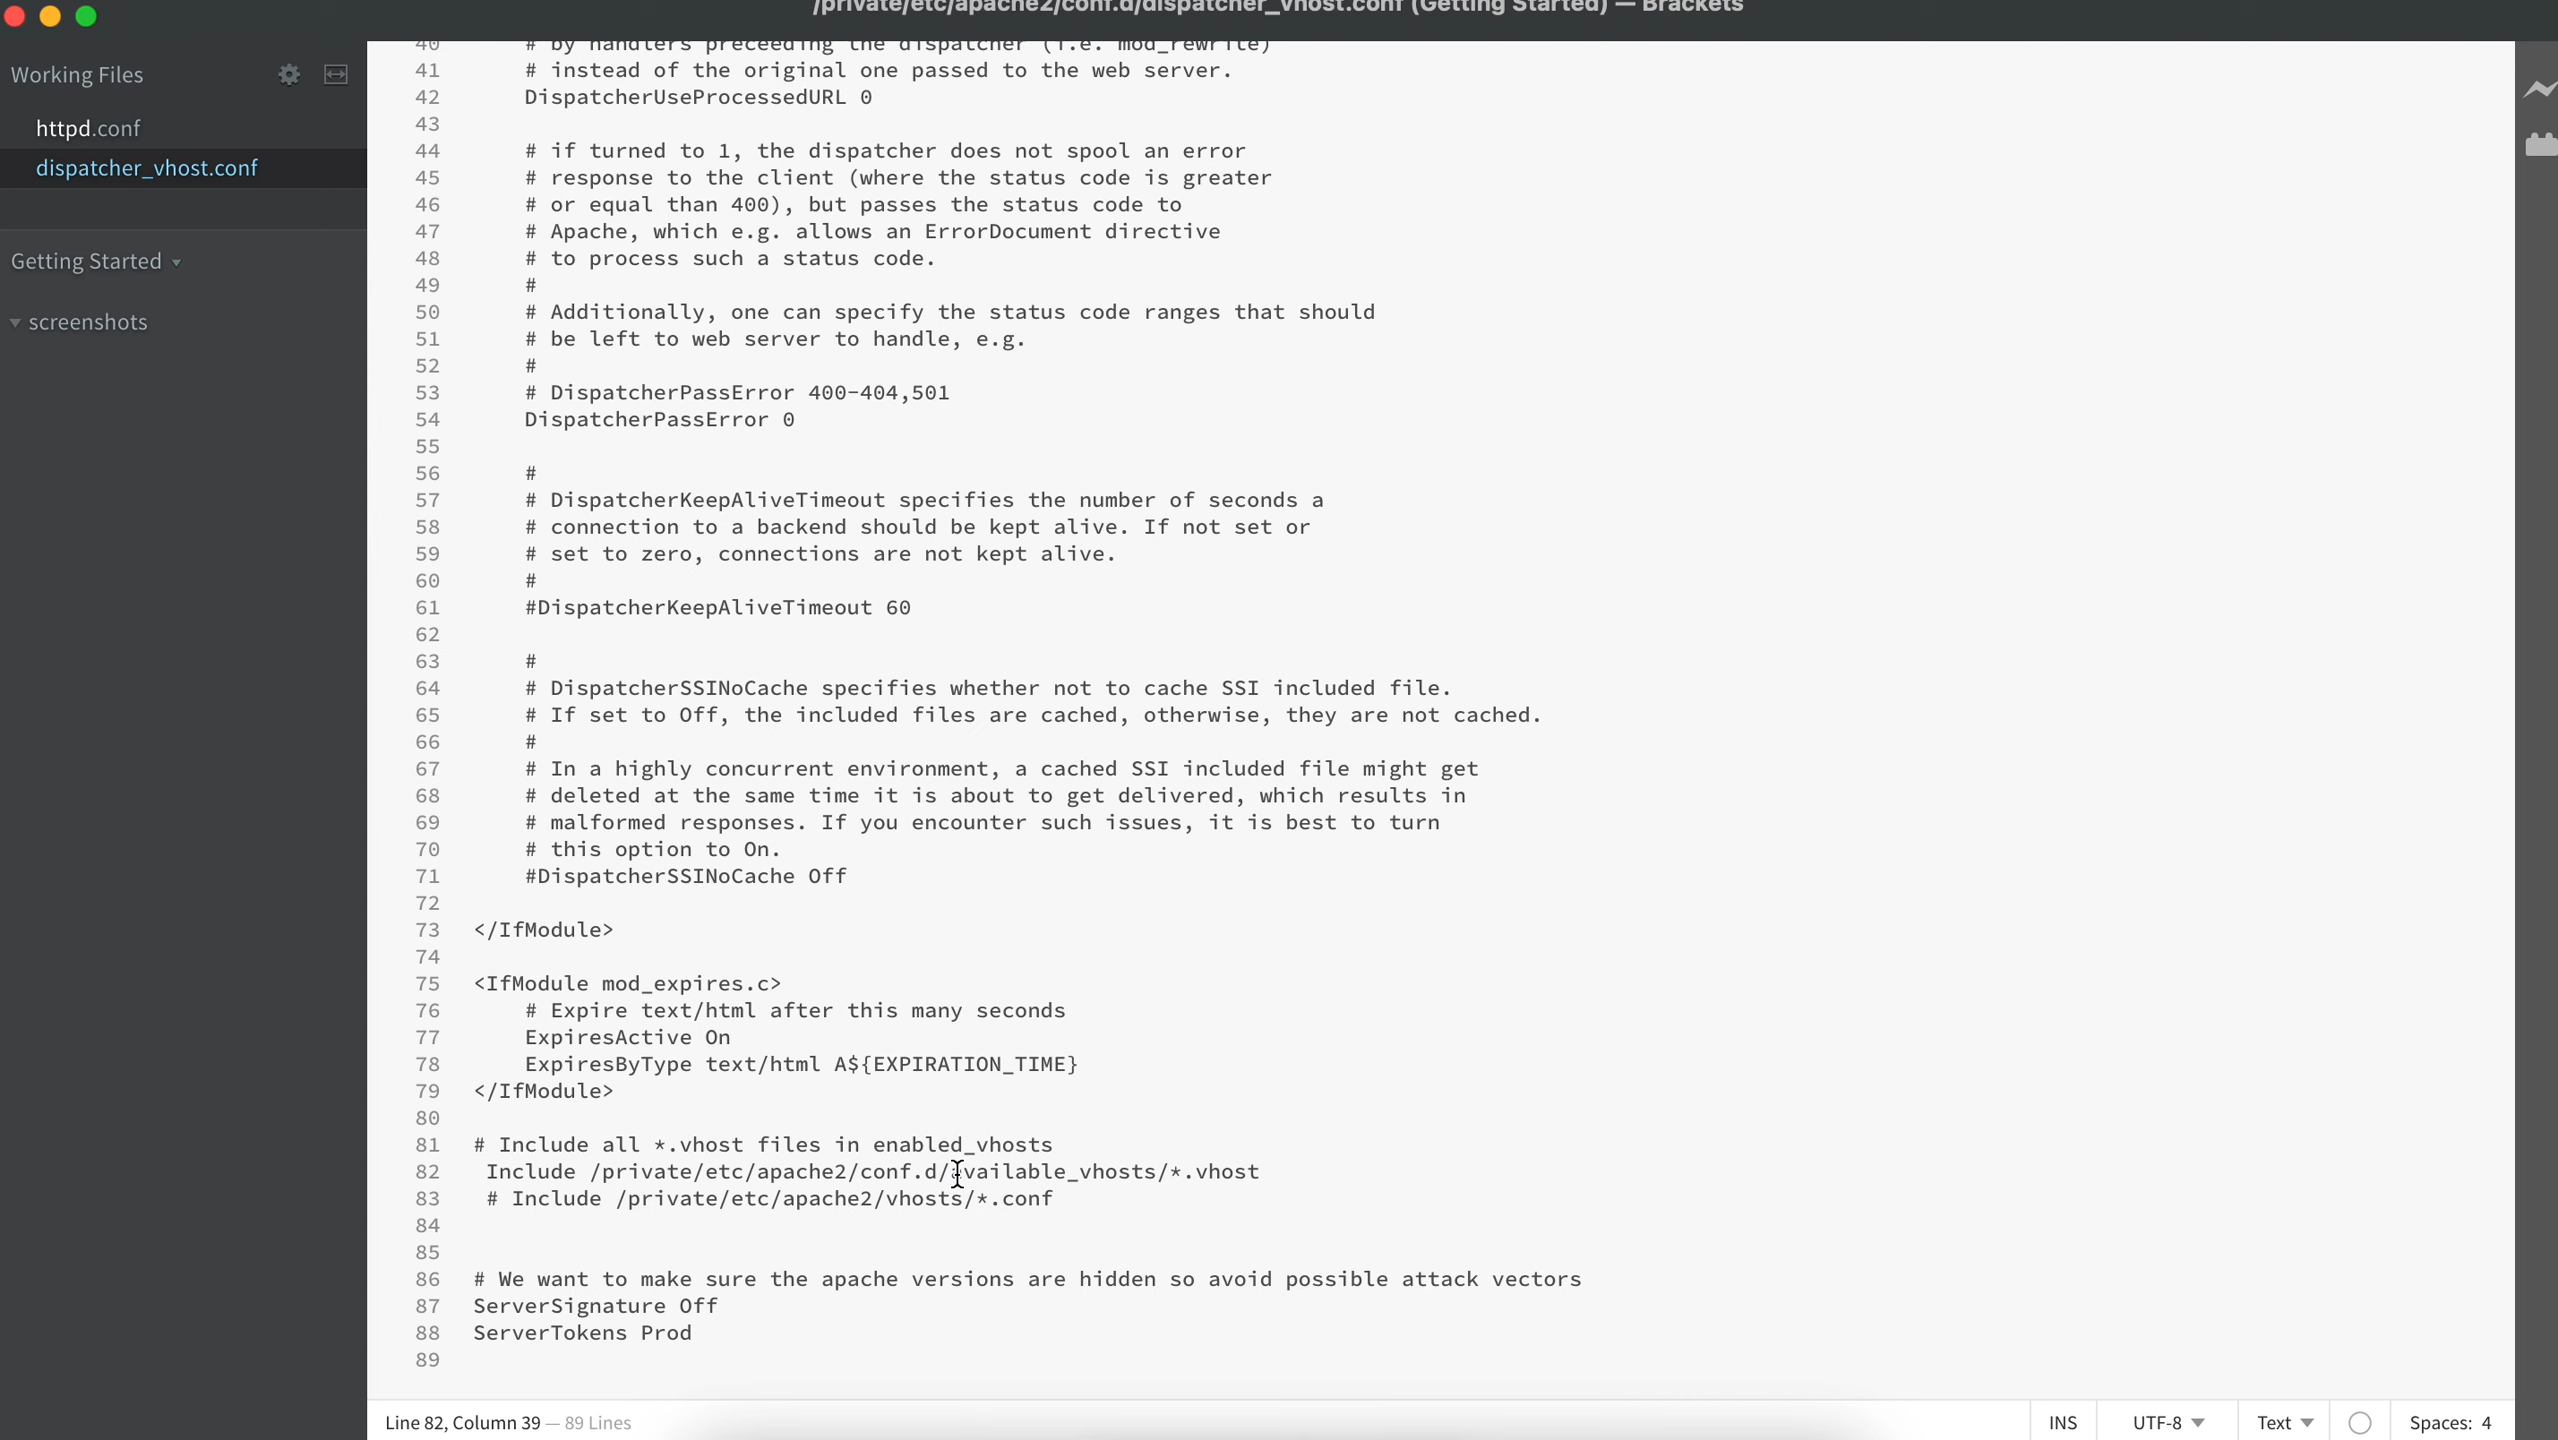 /private/etc/apache2/conf.d/dispatcher_vhost.conf (Getting Started) — Brackets
Working Files
httpd.conf
dispatcher_vhost.conf
Getting Started
screenshots
40 # by handlers preceeding the dispatcher (i.e. mod_rewrite)
41 # instead of the original one passed to the web server.
42 DispatcherUseProcessedURL 0
43
44 # if turned to 1, the dispatcher does not spool an error
45 # response to the client (where the status code is greater
46 # or equal than 400), but passes the status code to
47 # Apache, which e.g. allows an ErrorDocument directive
48 # to process such a status code.
49 #
50 # Additionally, one can specify the status code ranges that should
51 # be left to web server to handle, e.g.
52 #
53 # DispatcherPassError 400-404,501
54 DispatcherPassError 0
55
56 #
57 # DispatcherKeepAliveTimeout specifies the number of seconds a
58 # connection to a backend should be kept alive. If not set or
59 # set to zero, connections are not kept alive.
60 #
61 #DispatcherKeepAliveTimeout 60
62
63 #
64 # DispatcherSSINoCache specifies whether not to cache SSI included file.
65 # If set to Off, the included files are cached, otherwise, they are not cached.
66 #
67 # In a highly concurrent environment, a cached SSI included file might get
68 # deleted at the same time it is about to get delivered, which results in
69 # malformed responses. If you encounter such issues, it is best to turn
70 # this option to On.
71 #DispatcherSSINoCache Off
72
73 </IfModule>
74
75 <IfModule mod_expires.c>
76 # Expire text/html after this many seconds
77 ExpiresActive On
78 ExpiresByType text/html A${EXPIRATION_TIME}
79 </IfModule>
80
81 # Include all *.vhost files in enabled_vhosts
82 Include /private/etc/apache2/conf.d/available_vhosts/*.vhost
83 # Include /private/etc/apache2/vhosts/*.conf
84
85
86 # We want to make sure the apache versions are hidden so avoid possible attack vectors
87 ServerSignature Off
88 ServerTokens Prod
89
Line 82, Column 39 — 89 Lines
INS
UTF-8
Text
Spaces: 4